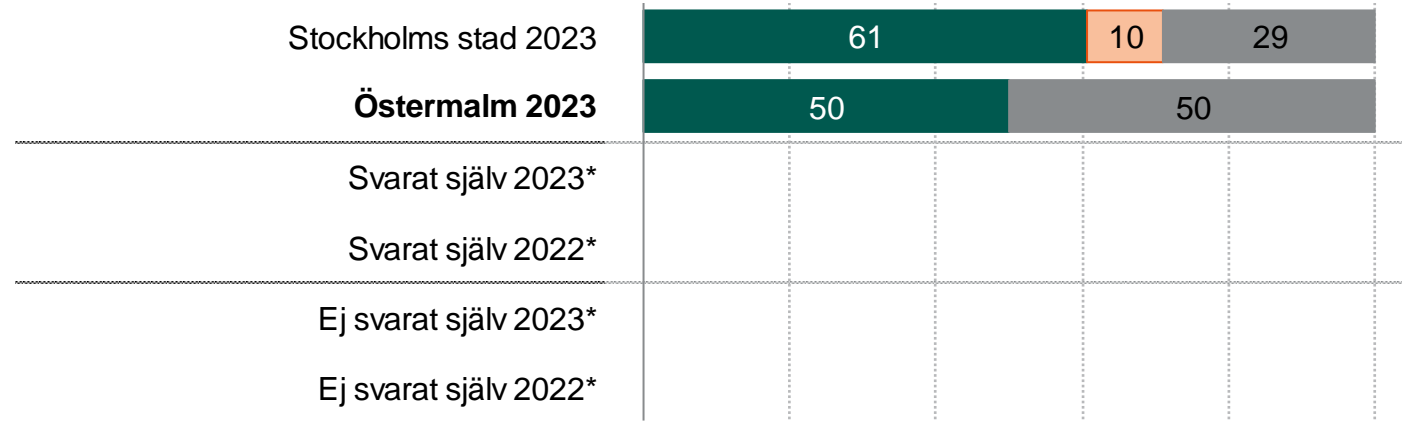 Stockholms stad 2023 61 10 29
Östermalm 2023 50 50
Svarat själv 2023*
Svarat själv 2022*
Ej svarat själv 2023*
Ej svarat själv 2022*